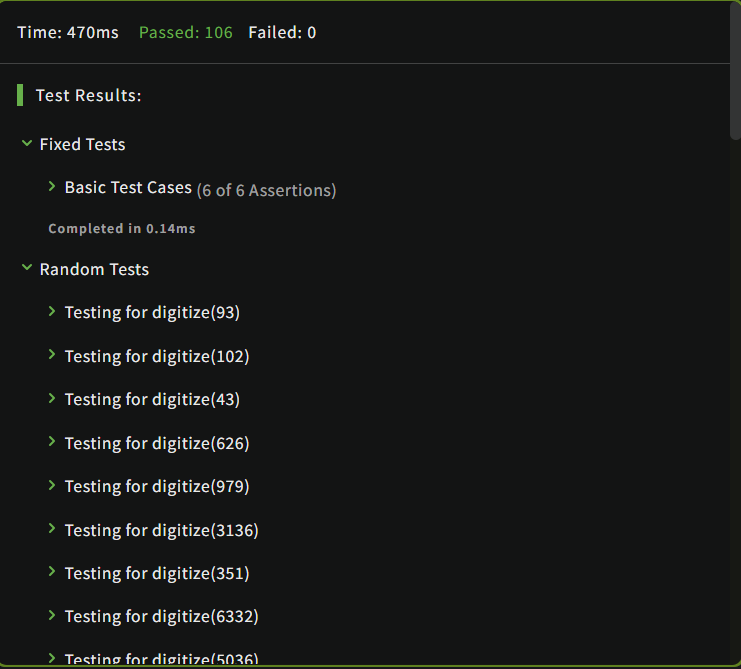 Time: 470ms Passed: 106 Failed: 0
Test Results:
Fixed Tests
Basic Test Cases (6 of 6 Assertions)
Completed in 0.14ms
Random Tests
Testing for digitize(93)
Testing for digitize(102)
Testing for digitize(43)
Testing for digitize(626)
Testing for digitize(979)
Testing for digitize(3136)
Testing for digitize(351)
Testing for digitize(6332)
Testing for digitize(5036)